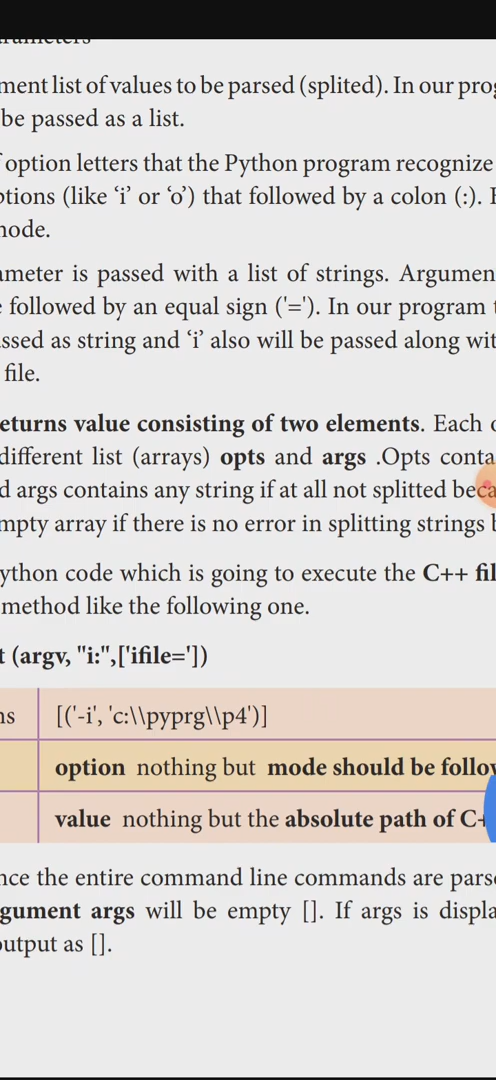 ment list of values to be parsed (splited). In our prog
be passed as a list.
option letters that the Python program recognize
ptions (like ‘i’ or ‘o’) that followed by a colon (:).
mode.
ameter is passed with a list of strings. Argumen
followed by an equal sign ('='). In our program t
assed as string and ‘i’ also will be passed along wit
file.
eturns value consisting of two elements. Each o
different list (arrays) opts and args .Opts conta
d args contains any string if at all not splitted beca
mpty array if there is no error in splitting strings b
ython code which is going to execute the C++ fil
method like the following one.
t (argv, "i:",['ifile='])
ns [('-i', 'c:\\pyprg\\p4')]
option nothing but mode should be follow
value nothing but the absolute path of C+
nce the entire command line commands are parse
gument args will be empty []. If args is displa
output as [].